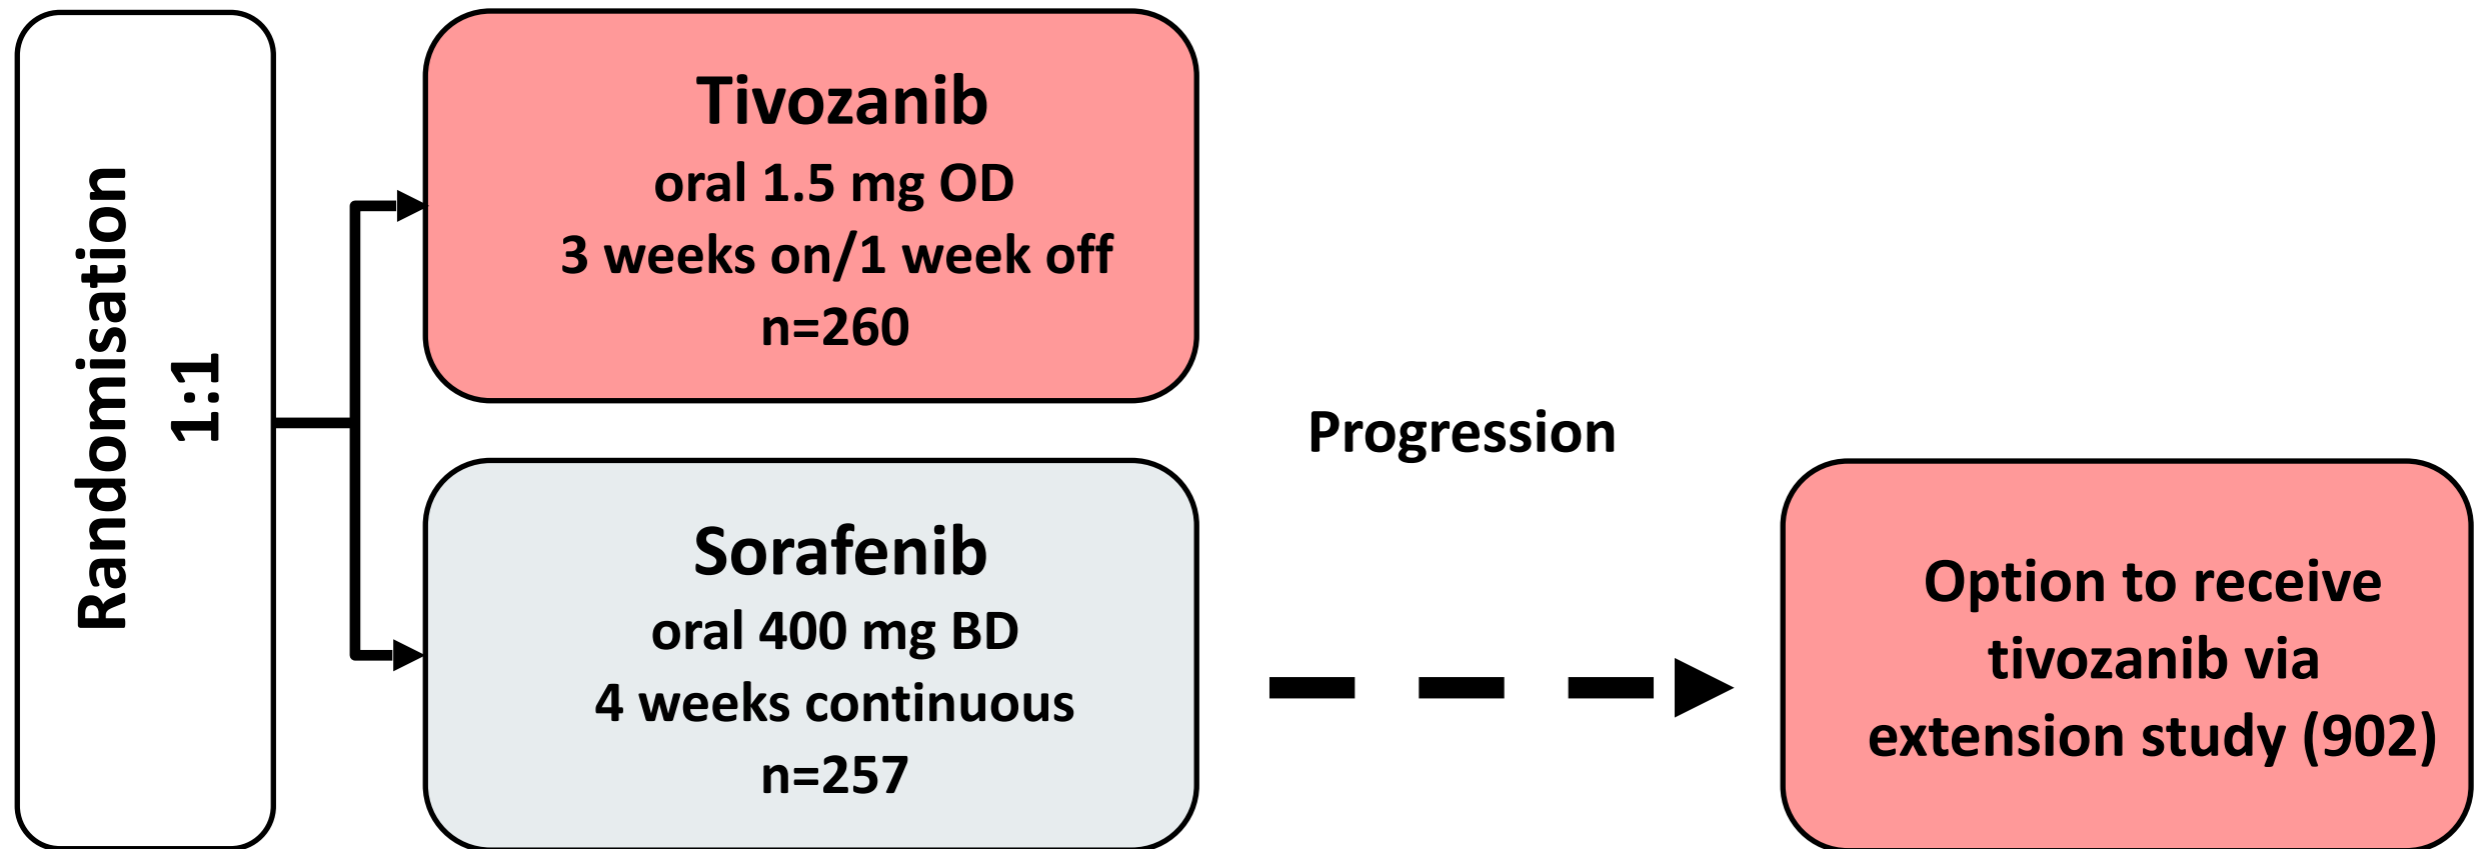 Randomisation
1:1
Tivozanib
oral 1.5 mg OD
3 weeks on/1 week off
n=260
Sorafenib
oral 400 mg BD
4 weeks continuous
n=257
Progression
Option to receive
tivozanib via
extension study (902)